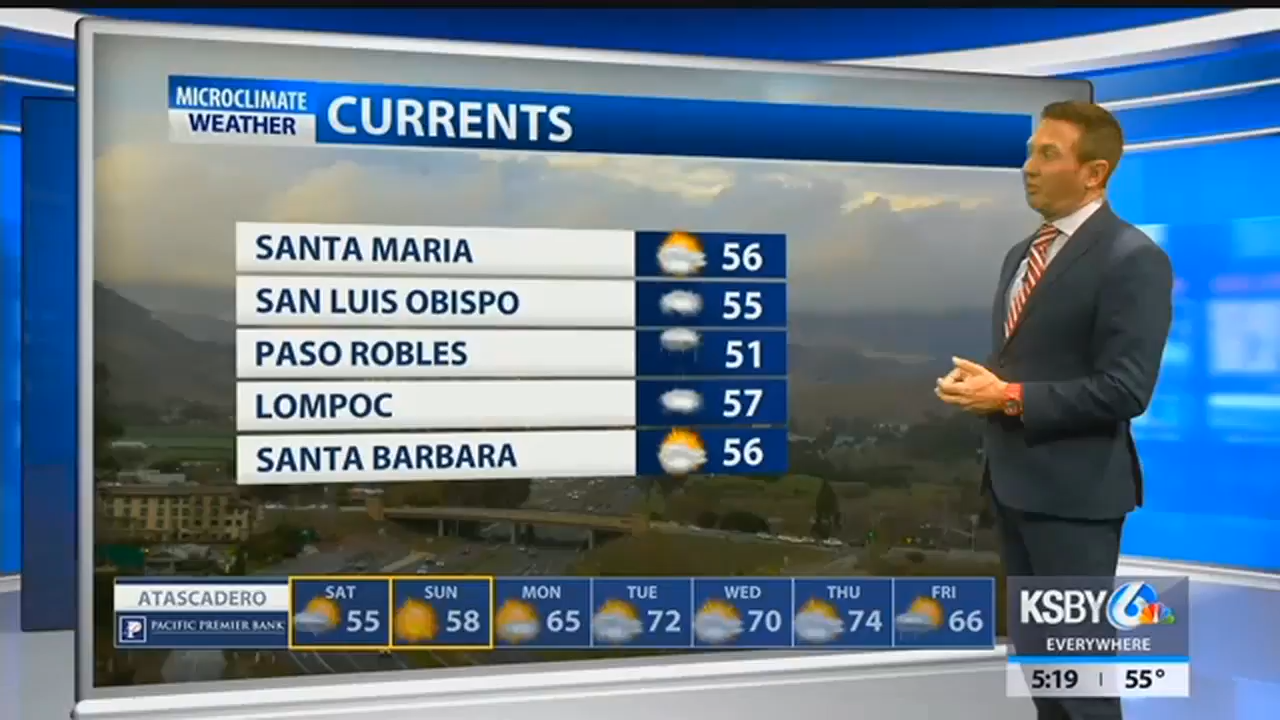 MICROCLIMATE
WEATHER
CURRENTS
SANTA MARIA 56
SAN LUIS OBISPO 55
PASO ROBLES 51
LOMPOC 57
SANTA BARBARA 56
ATASCADERO
PACIFIC PREMIER BANK
SAT 55
SUN 58
MON 65
TUE 72
WED 70
THU 74
FRI 66
KSBY6
EVERYWHERE
5:19 | 55°